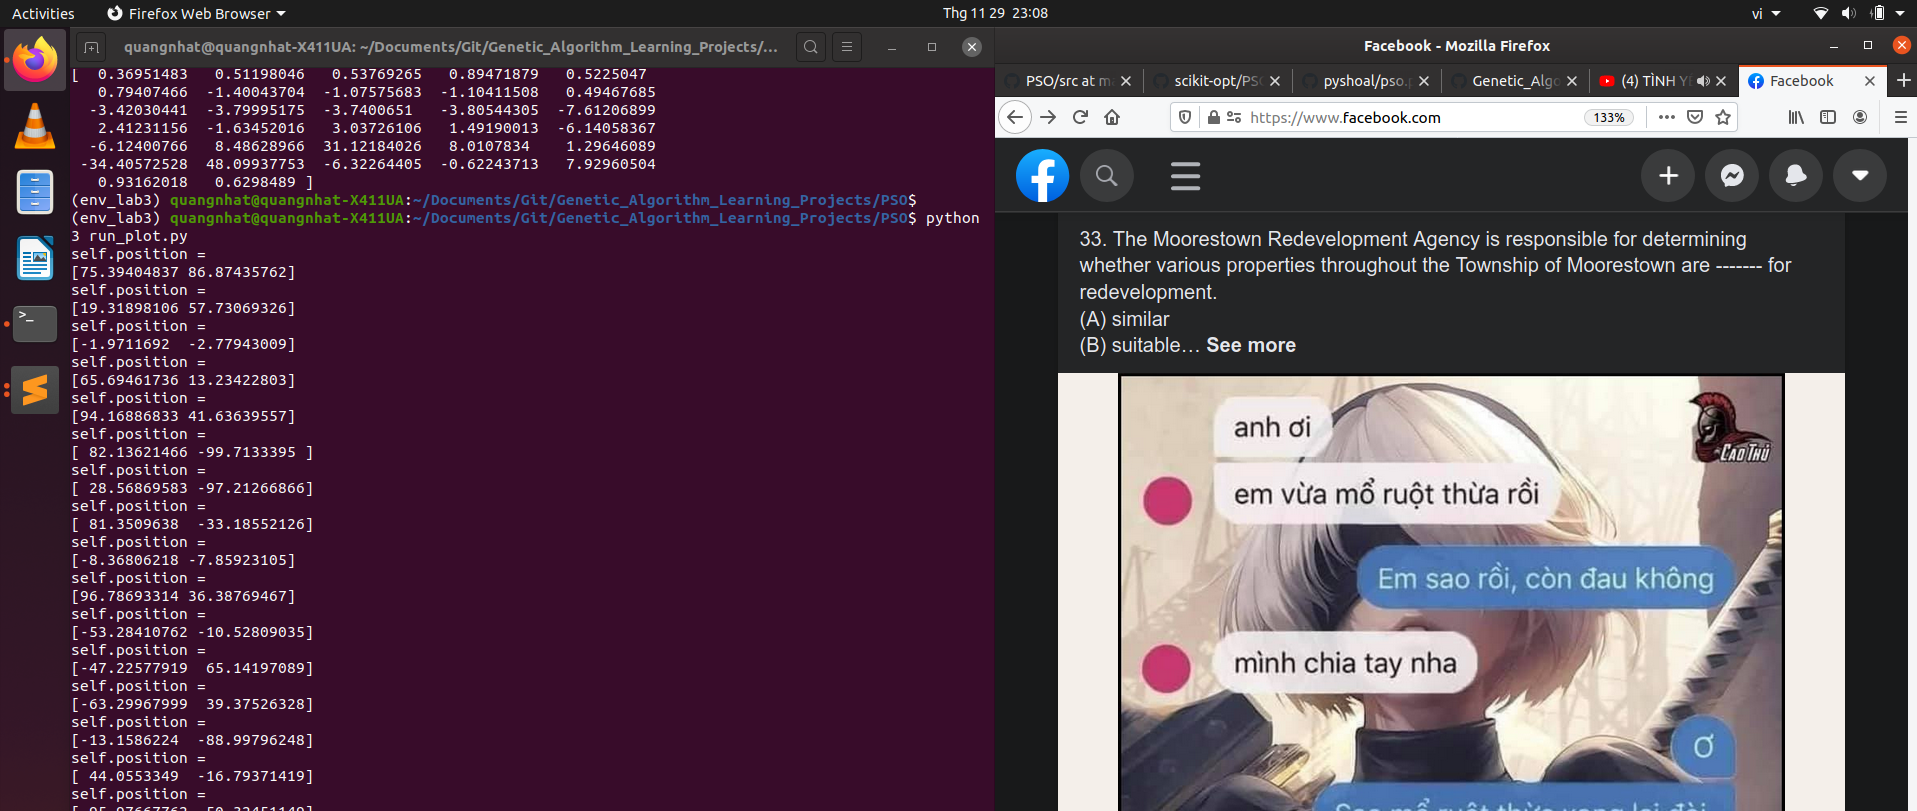 Activities
Firefox Web Browser
Thg 11 29 23:08
vi
quangnhat@quangnhat-X411UA: ~/Documents/Git/Genetic_Algorithm_Learning_Projects/...
[ 0.36951483 0.51198046 0.53769265 0.89471879 0.5225047
0.79407466 -1.40043704 -1.07575683 -1.10411508 0.49467685
-3.42030441 -3.79995175 -3.7400651 -3.80544305 -7.61206899
2.41231156 -1.63452016 3.03726106 1.49190013 -6.14058367
-6.12400766 8.48628966 31.12184026 8.0107834 1.29646089
-34.40572528 48.09937753 -6.32264405 -0.62243713 7.92960504
0.93162018 0.6298489 ]
(env_lab3) quangnhat@quangnhat-X411UA:~/Documents/Git/Genetic_Algorithm_Learning_Projects/PSO$
(env_lab3) quangnhat@quangnhat-X411UA:~/Documents/Git/Genetic_Algorithm_Learning_Projects/PSO$ python
3 run_plot.py
self.position =
[75.39404837 86.87435762]
self.position =
[19.31898106 57.73069326]
self.position =
[-1.9711692 -2.77943009]
self.position =
[65.69461736 13.23422803]
self.position =
[94.16886833 41.63639557]
self.position =
[ 82.13621466 -99.7133395 ]
self.position =
[ 28.56869583 -97.21266866]
self.position =
[ 81.3509638 -33.18552126]
self.position =
[-8.36806218 -7.85923105]
self.position =
[96.78693314 36.38769467]
self.position =
[-53.28410762 -10.52809035]
self.position =
[-47.22577919 65.14197089]
self.position =
[-63.29967999 39.37526328]
self.position =
[-13.1586224 -88.99796248]
self.position =
[ 44.0553349 -16.79371419]
self.position =
Facebook - Mozilla Firefox
PSO/src at m
scikit-opt/PSO
pyshoal/pso.p
Genetic_Algo
(4) TÌNH YÊ
Facebook
https://www.facebook.com
133%
33. The Moorestown Redevelopment Agency is responsible for determining
whether various properties throughout the Township of Moorestown are ------- for
redevelopment.
(A) similar
(B) suitable… See more
CAO THỦ
anh ơi
em vừa mổ ruột thừa rồi
Em sao rồi, còn đau không
mình chia tay nha
Ơ
Sao mổ ruột thừa xong lại đòi